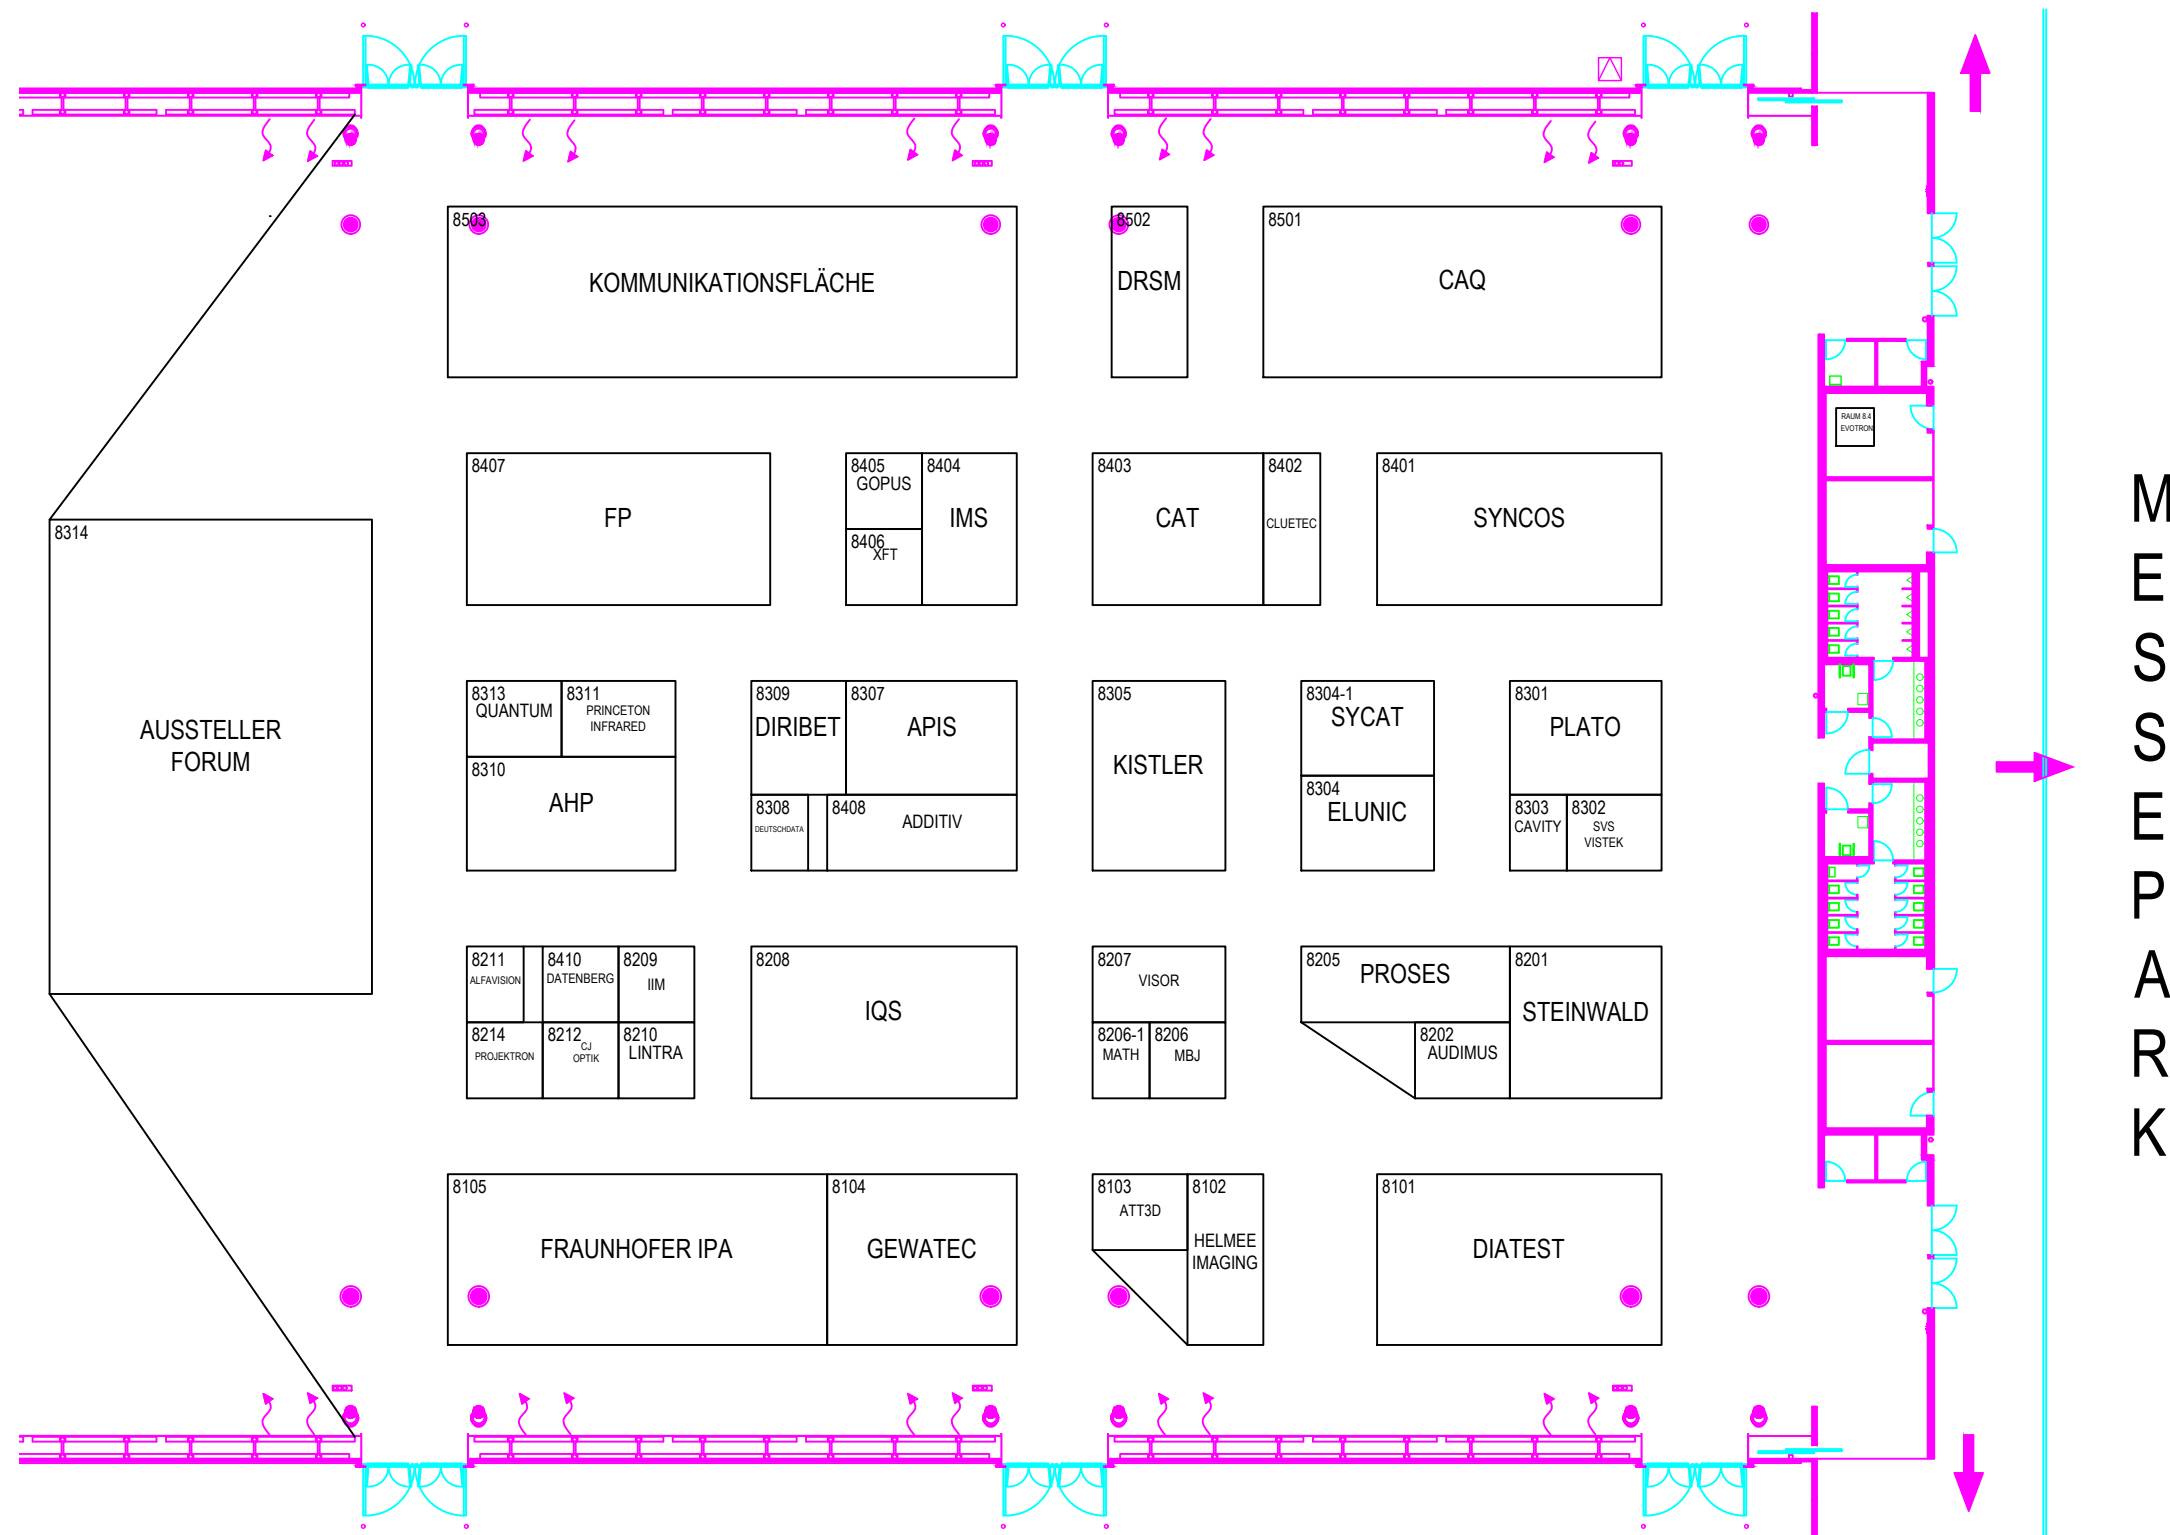 8503
KOMMUNIKATIONSFLÄCHE
8502
DRSM
8501
CAQ
RAUM 8.4
EVOTRON
8407
FP
8405
GOPUS
8406
XFT
8404
IMS
8403
CAT
8402
CLUETEC
8401
SYNCOS
8314
AUSSTELLER
FORUM
8313
QUANTUM
8311
PRINCETON
INFRARED
8310
AHP
8309
DIRIBET
8307
APIS
8308
DEUTSCHDATA
8408
ADDITIV
8305
KISTLER
8304-1
SYCAT
8304
ELUNIC
8301
PLATO
8303
CAVITY
8302
SVS
VISTEK
8211
ALFAVISION
8410
DATENBERG
8209
IIM
8214
PROJEKTRON
8212
CJ
OPTIK
8210
LINTRA
8208
IQS
8207
VISOR
8206-1
MATH
8206
MBJ
8205
PROSES
8202
AUDIMUS
8201
STEINWALD
8105
FRAUNHOFER IPA
8104
GEWATEC
8103
ATT3D
8102
HELMEE
IMAGING
8101
DIATEST
M
E
S
S
E
P
A
R
K